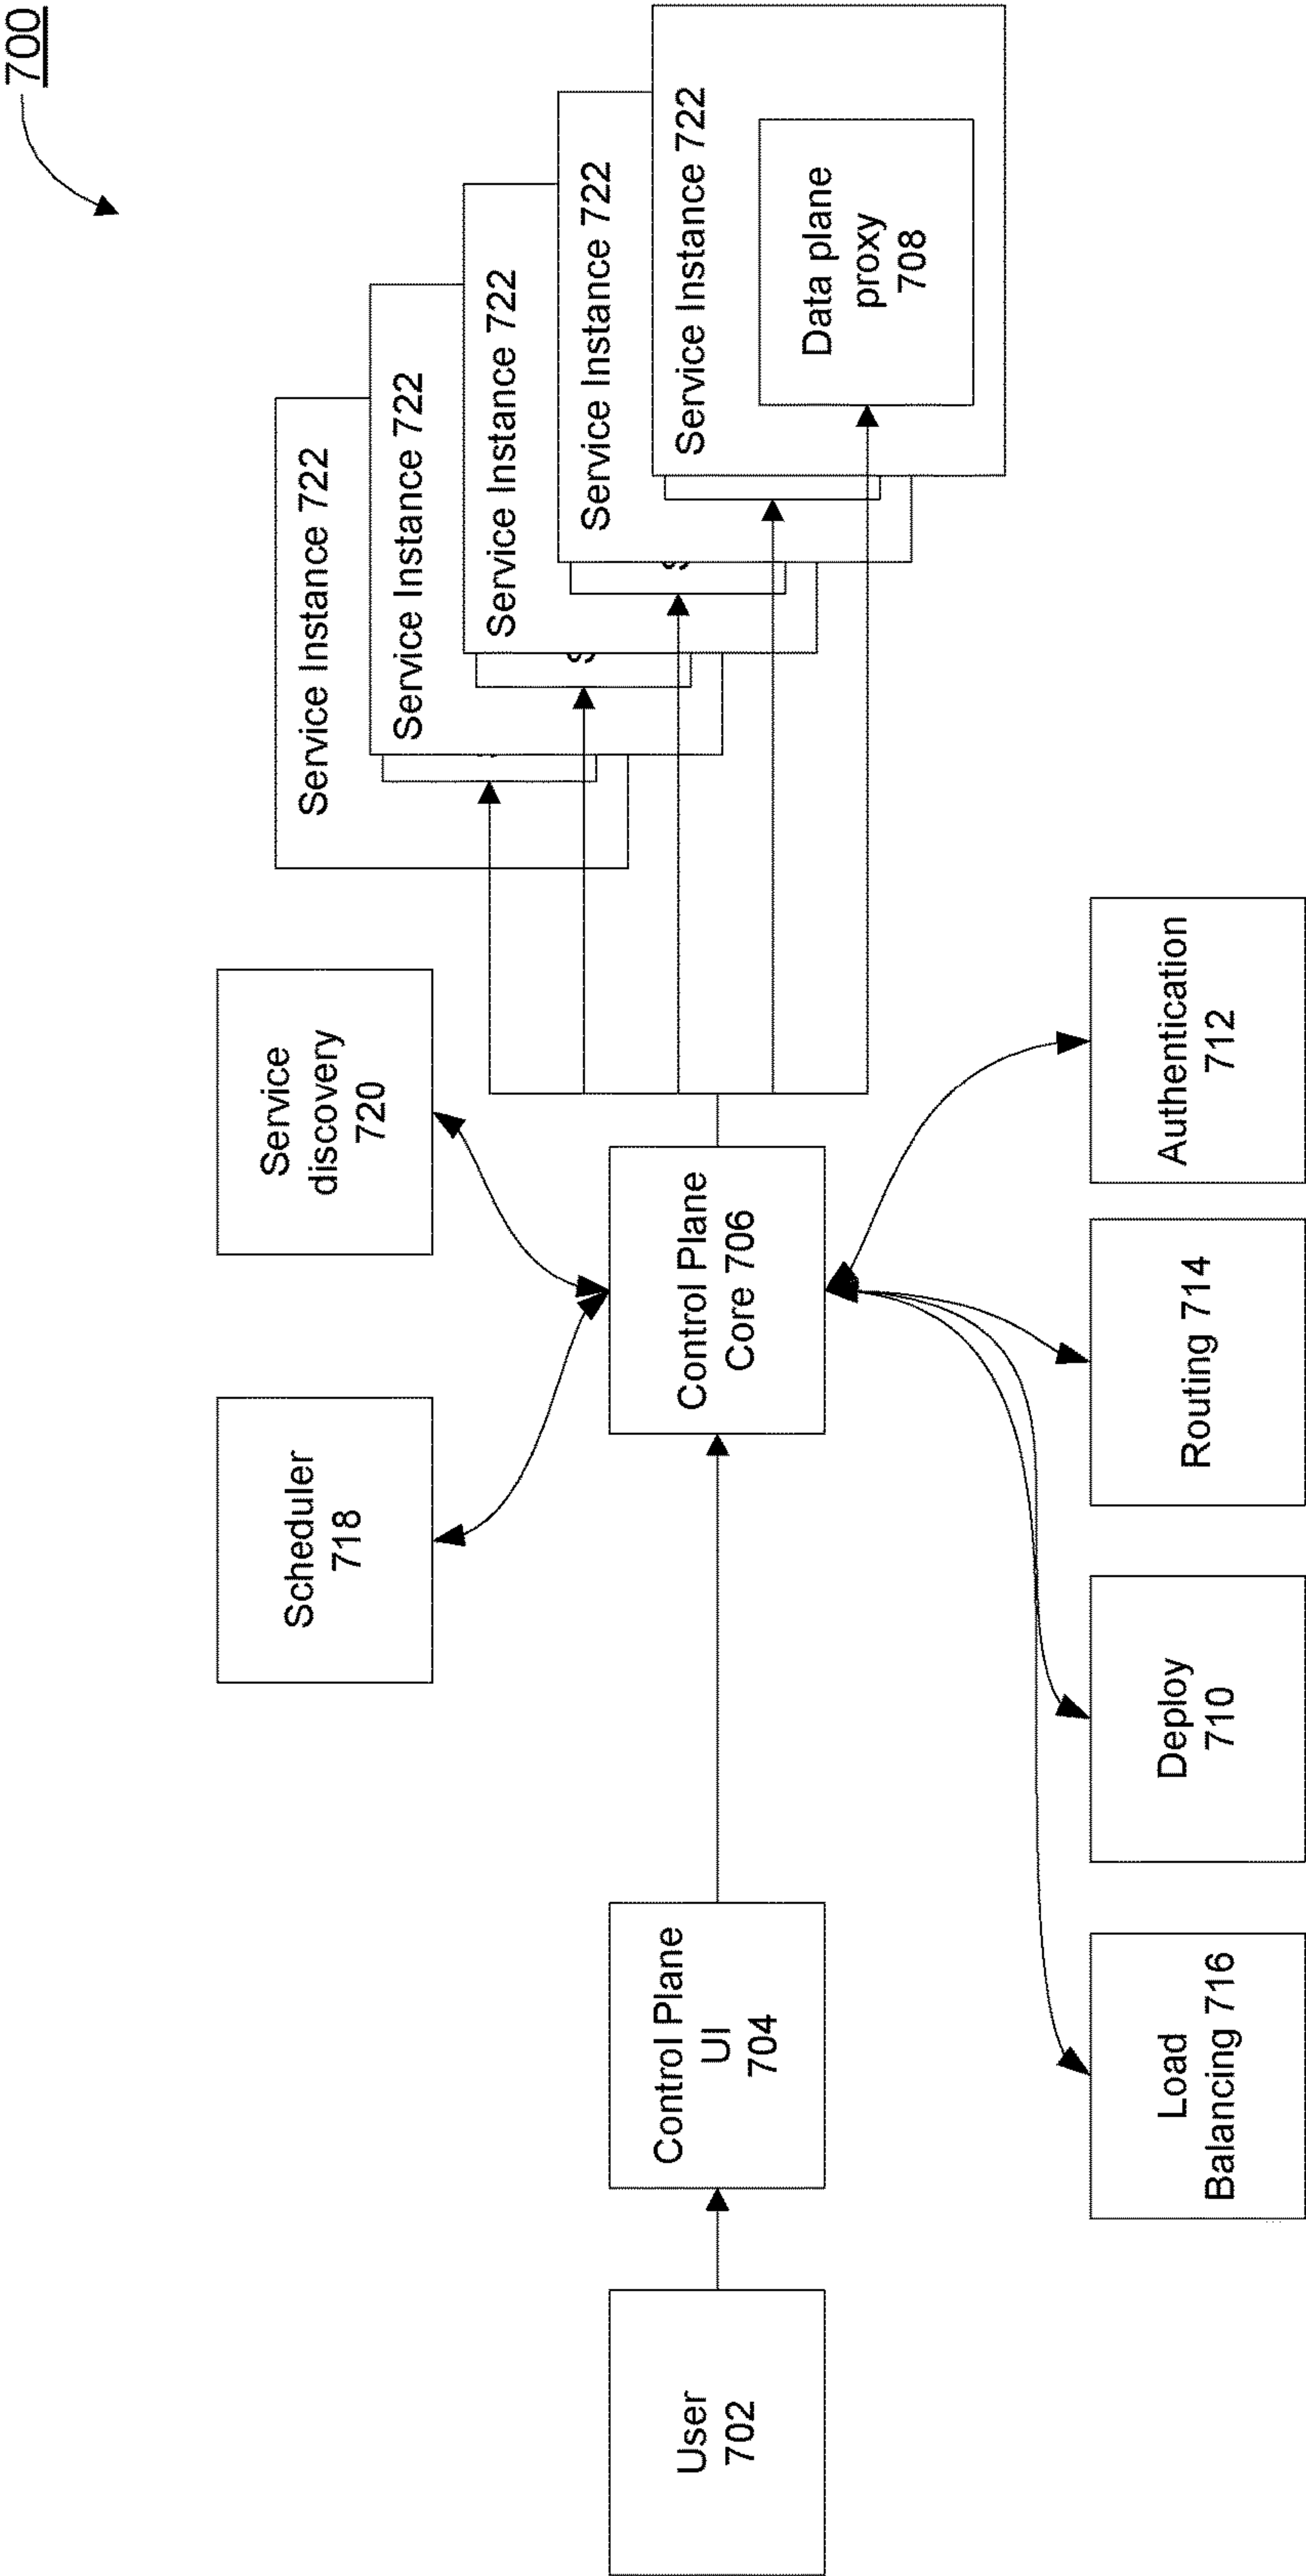 700
Service
discovery
720
Scheduler
718
Service Instance 722
Service Instance 722
Service Instance 722
Service Instance 722
Service Instance 722
Data plane
proxy
708
User
702
Control Plane
UI
704
Control Plane
Core 706
Load
Balancing 716
Deploy
710
Routing 714
Authentication
712